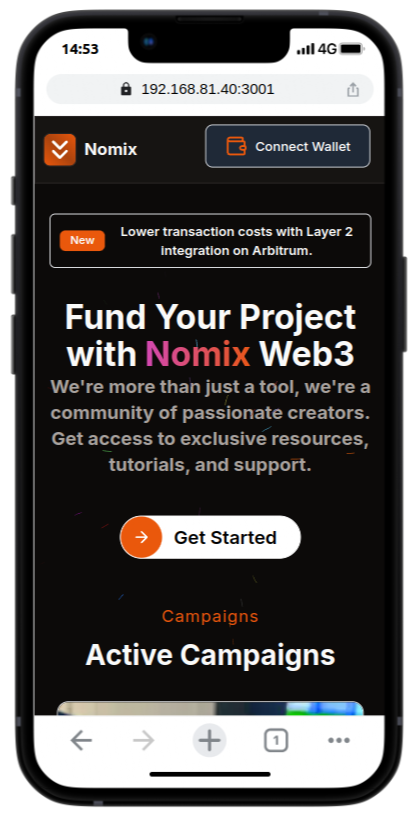 14:53
4G
192.168.81.40:3001
Nomix
Connect Wallet
New
Lower transaction costs with Layer 2
integration on Arbitrum.
Fund Your Project
with Nomix Web3
We're more than just a tool, we're a
community of passionate creators.
Get access to exclusive resources,
tutorials, and support.
Get Started
Campaigns
Active Campaigns
1